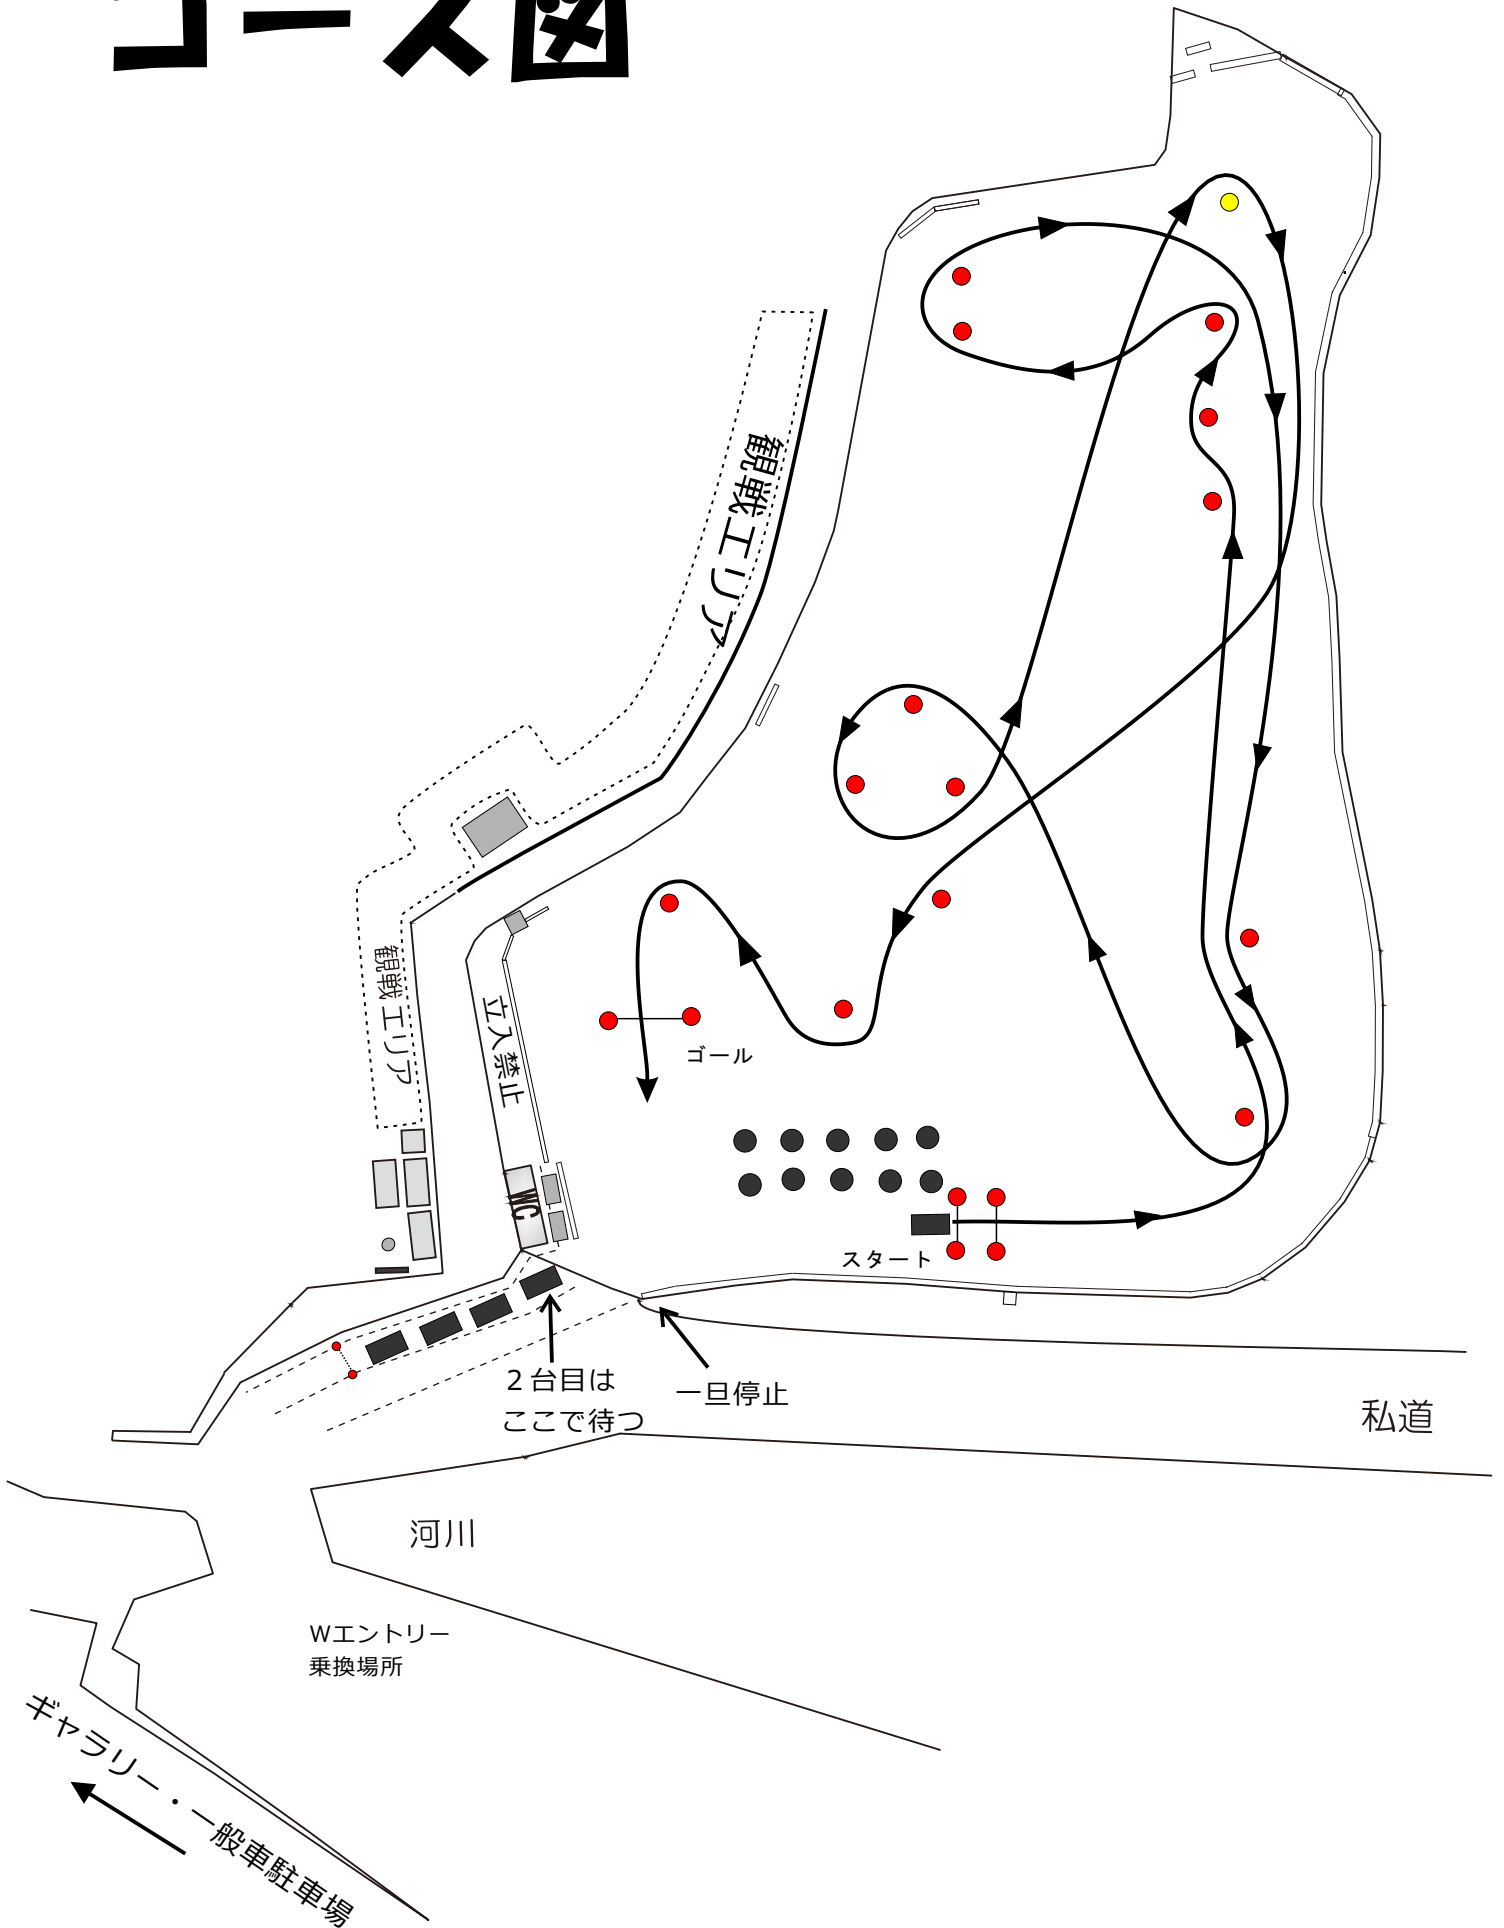 コース図
観戦エリア
観戦エリア
立入禁止
ゴール
WC
スタート
２台目は
ここで待つ
一旦停止
私道
河川
Wエントリー
乗換場所
ギャラリー・一般車駐車場